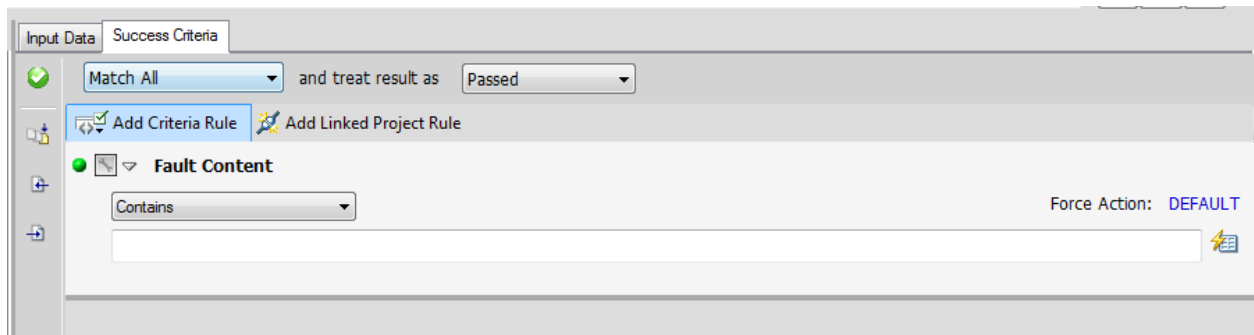 Input Data Success Criteria
Match All and treat result as Passed
Add Criteria Rule Add Linked Project Rule
Fault Content
Contains Force Action: DEFAULT